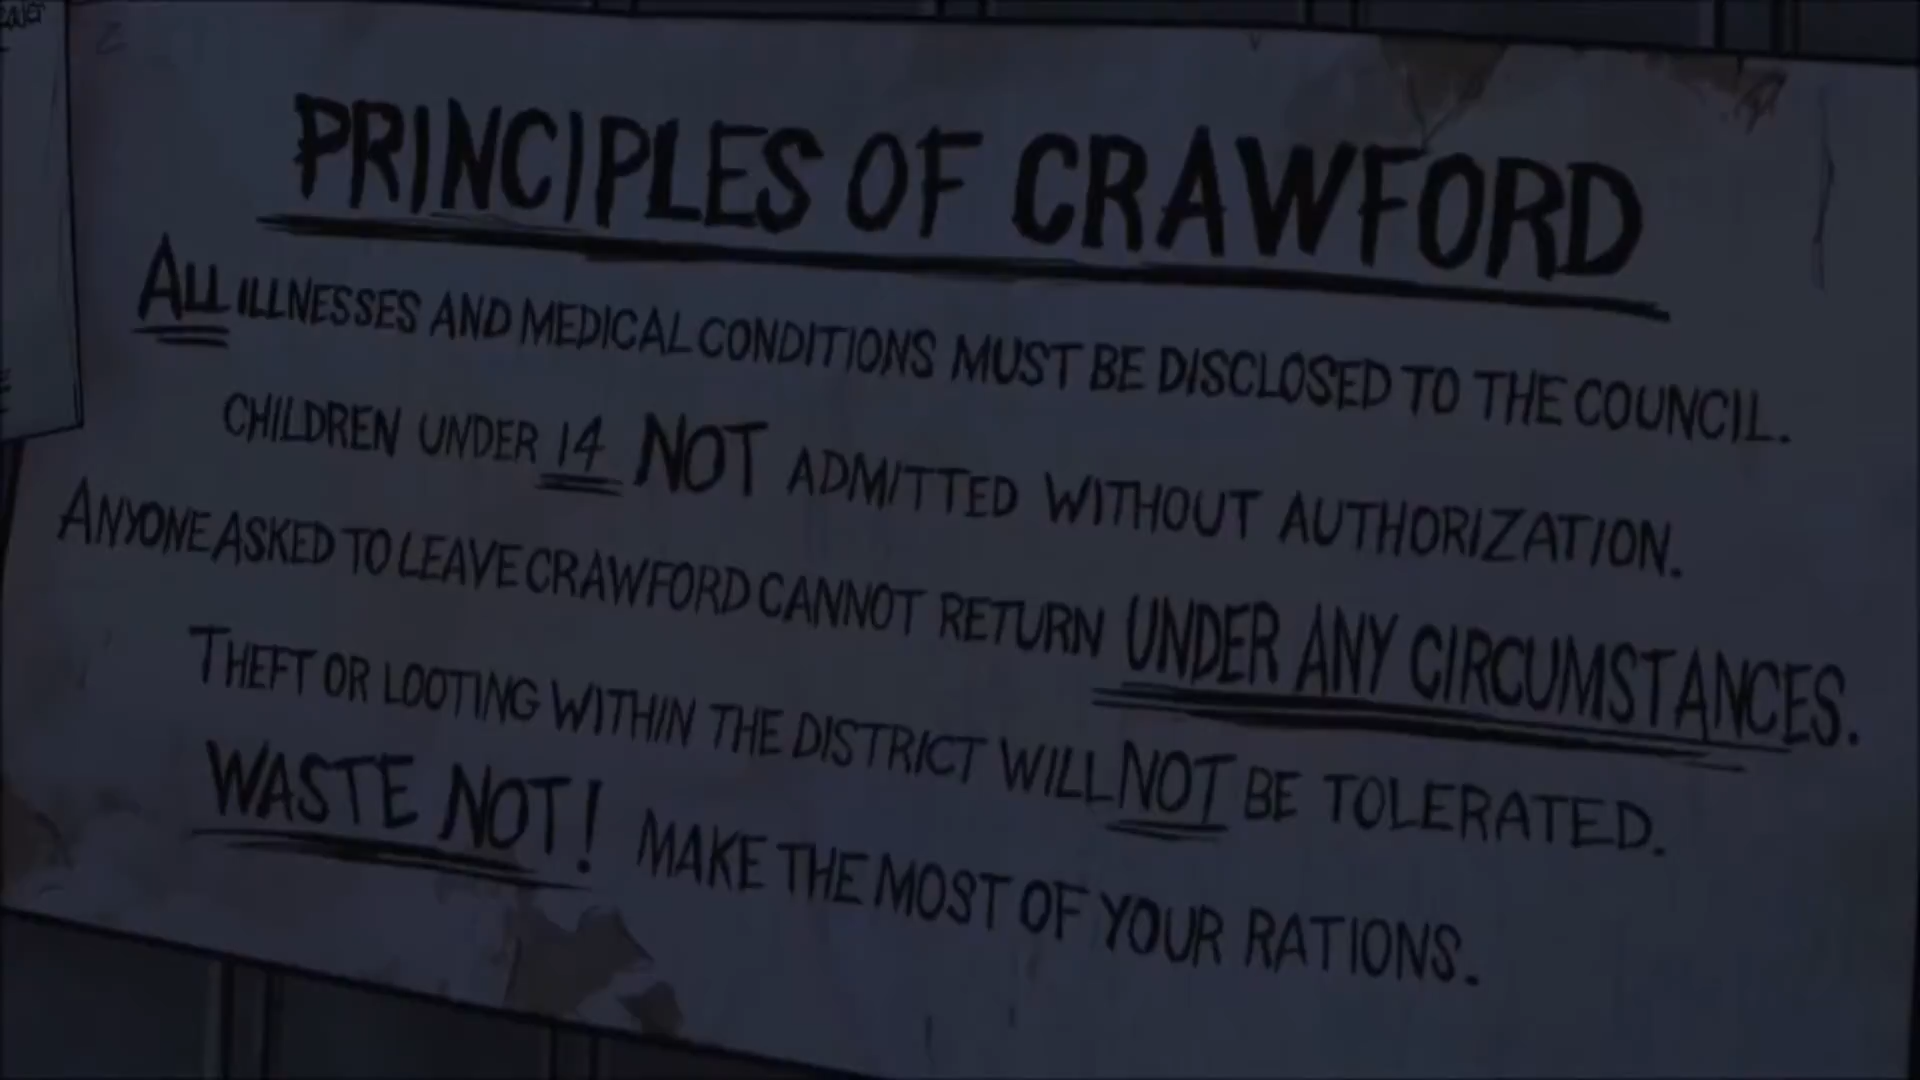 PRINCIPLES OF CRAWFORD
ALL ILLNESSES AND MEDICAL CONDITIONS MUST BE DISCLOSED TO THE COUNCIL.
CHILDREN UNDER 14 NOT ADMITTED WITHOUT AUTHORIZATION.
ANYONE ASKED TO LEAVE CRAWFORD CANNOT RETURN UNDER ANY CIRCUMSTANCES.
THEFT OR LOOTING WITHIN THE DISTRICT WILL NOT BE TOLERATED.
WASTE NOT! MAKE THE MOST OF YOUR RATIONS.